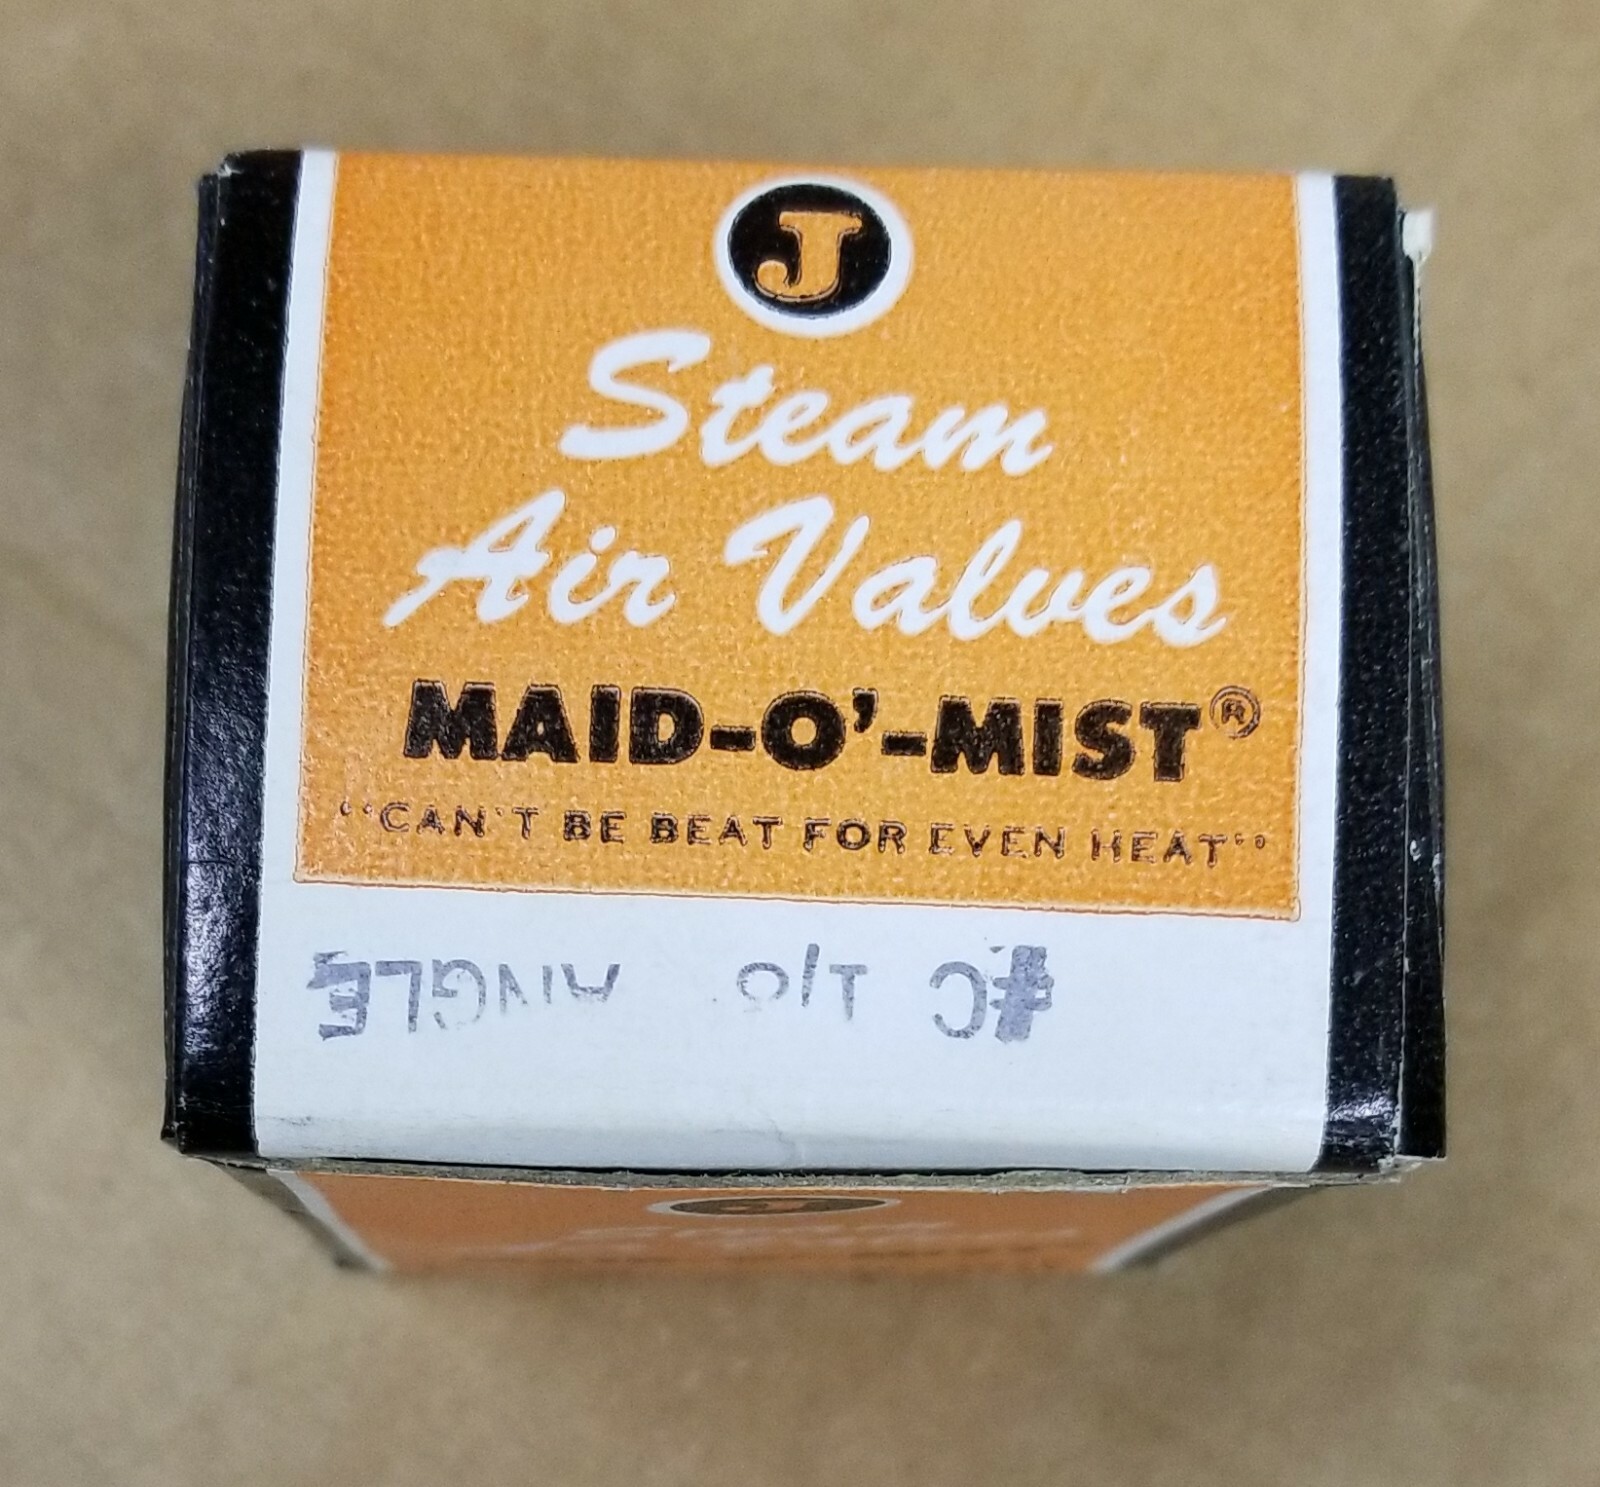 J
Steam
Air Valves
MAID-O'-MIST®
"CAN'T BE BEAT FOR EVEN HEAT"
#C 1/8 ANGLE